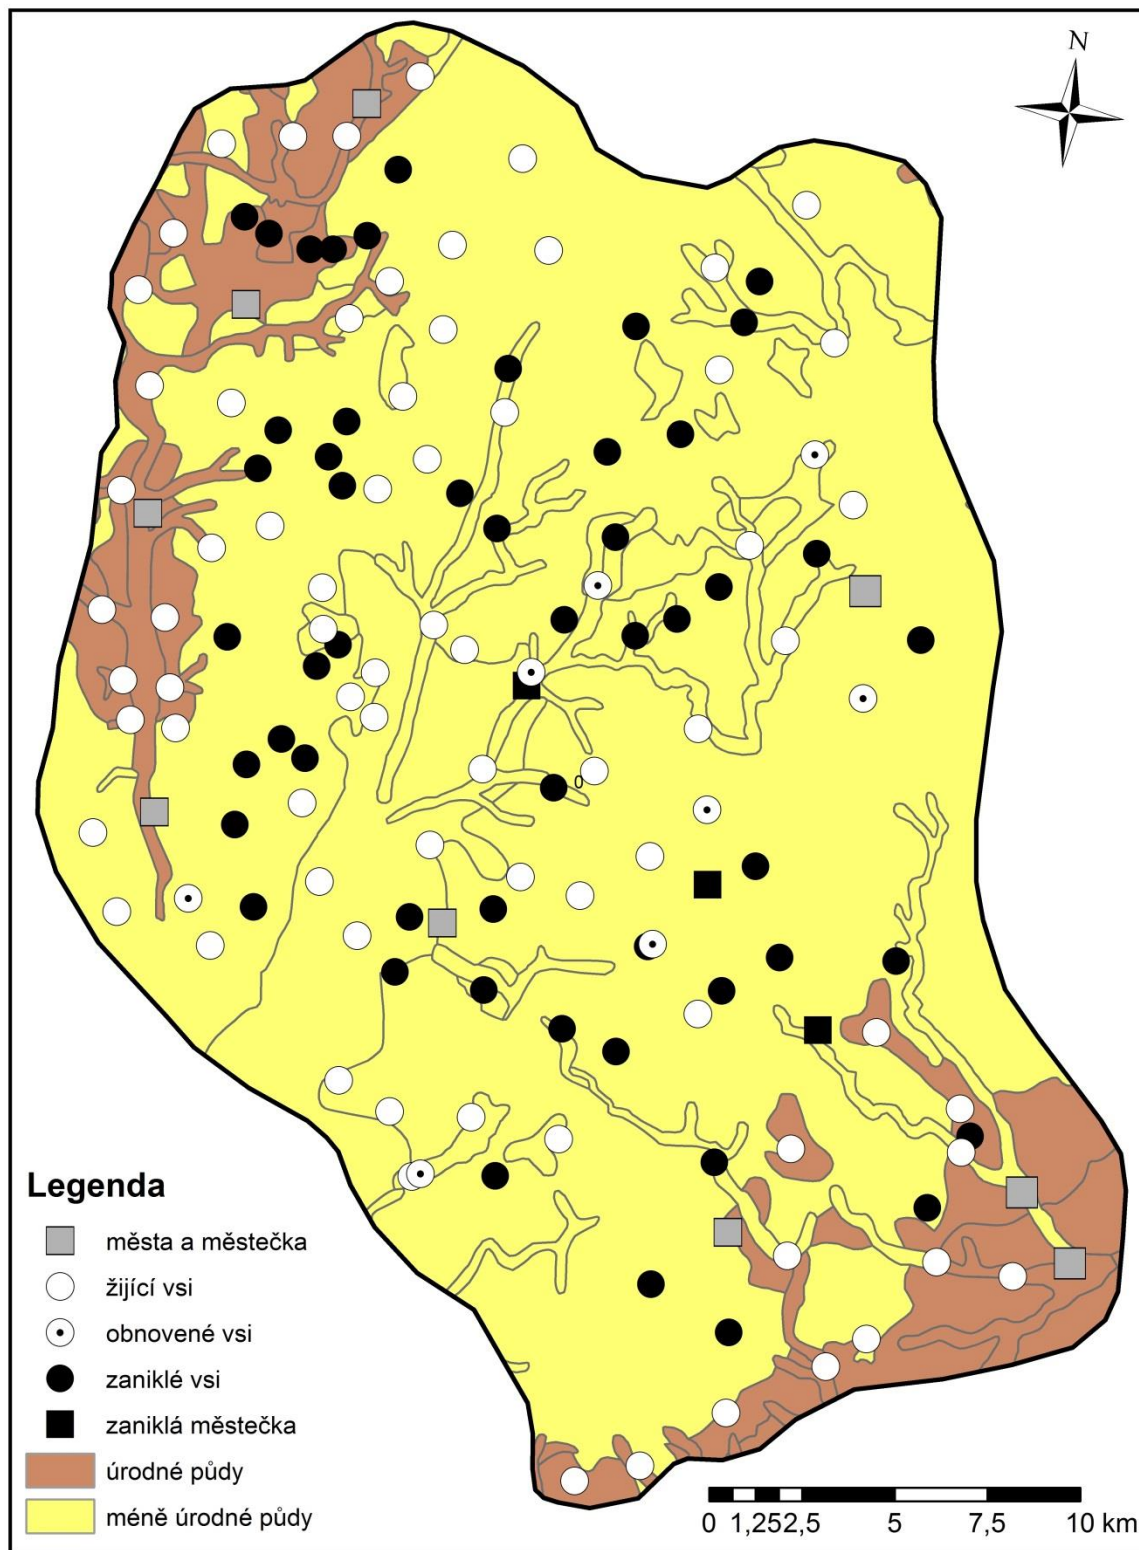 N
0
Legenda
města a městečka
žijící vsi
obnovené vsi
zaniklé vsi
zaniklá městečka
úrodné půdy
méně úrodné půdy
0 1,252,5 5 7,5 10 km